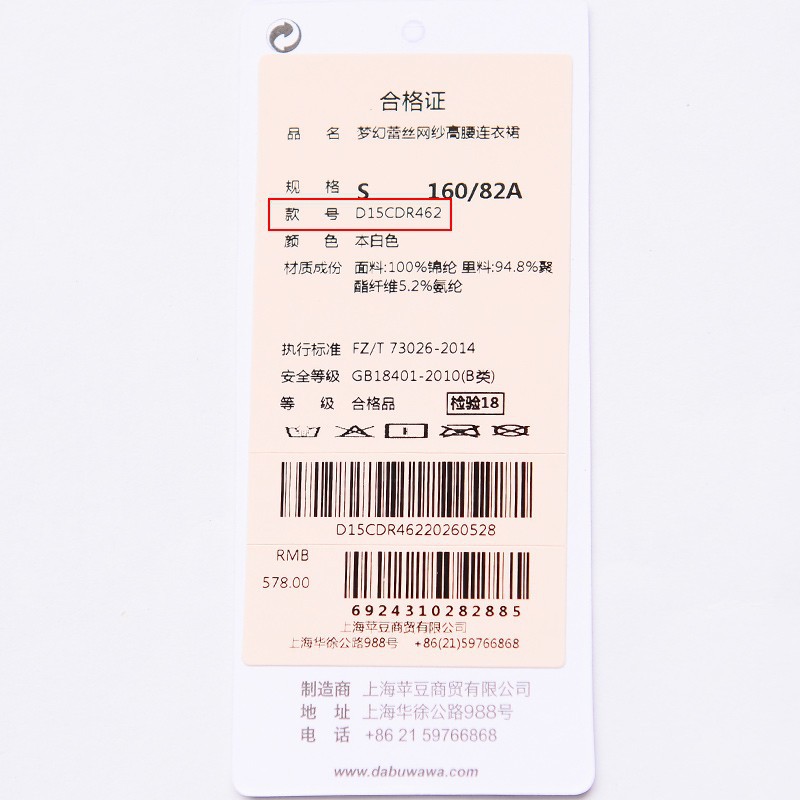 合格证
品 名 梦幻蕾丝网纱高腰连衣裙
规 格 S 160/82A
款 号 D15CDR462
颜 色 本白色
材质成份 面料:100%锦纶 里料:94.8%聚
酯纤维5.2%氨纶
执行标准 FZ/T 73026-2014
安全等级 GB18401-2010(B类)
等 级 合格品 检验18
D15CDR46220260528
RMB
578.00
6924310282885
上海苹豆商贸有限公司
上海华徐公路988号 +86(21)59766868
制造商 上海苹豆商贸有限公司
地 址 上海华徐公路988号
电 话 +86 21 59766868
www.dabuwawa.com